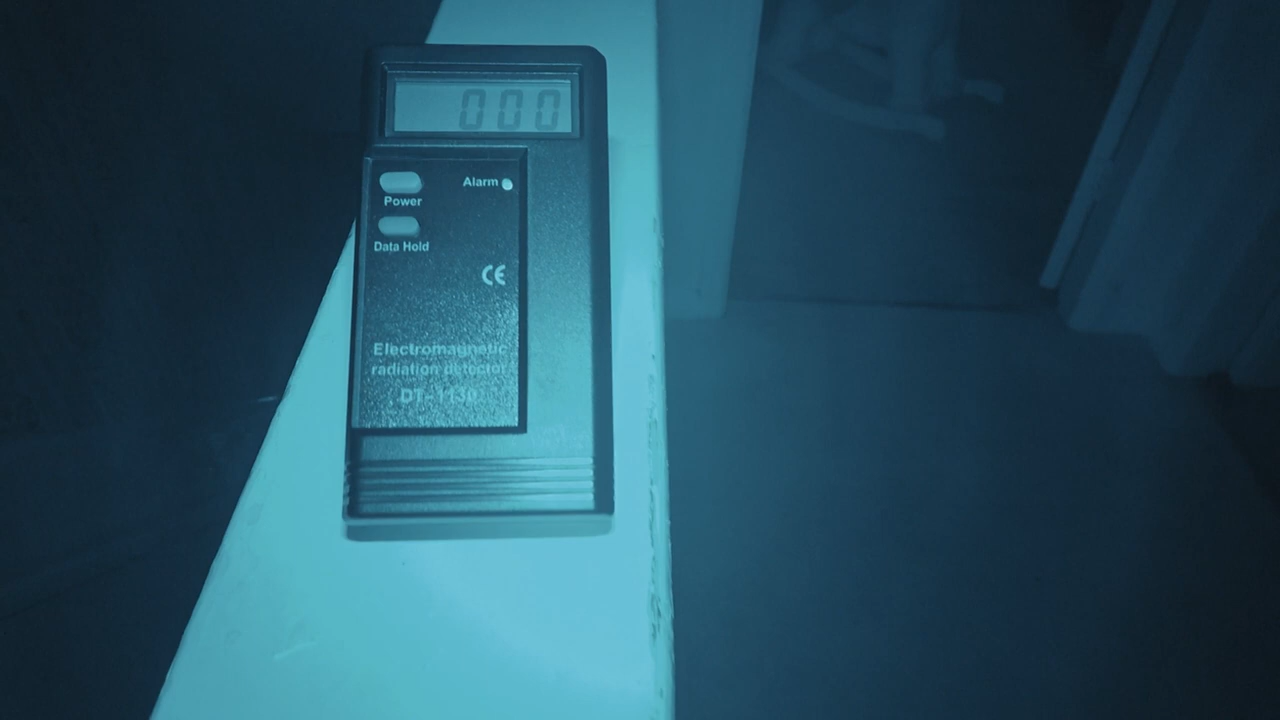 000
Alarm
Power
Data Hold
CE
Electromagnetic
radiation detector
DT-1130